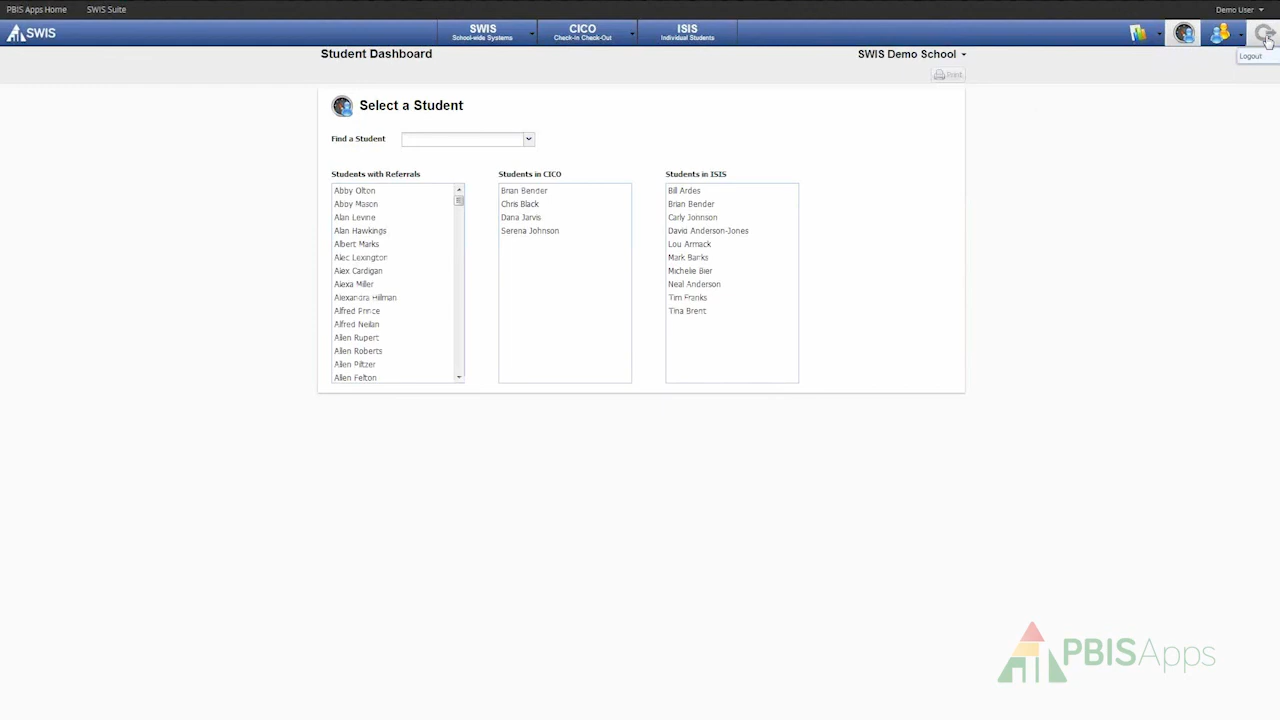 PBIS Apps Home SWIS Suite Demo User
SWIS
SWIS
School-wide Systems
CICO
Check-In Check-Out
ISIS
Individual Students
Logout
Student Dashboard
SWIS Demo School
Print
Select a Student
Find a Student
Students with Referrals
Abby Olton
Abby Mason
Alan Levine
Alan Hawkings
Albert Marks
Alec Lexington
Alex Cardigan
Alexa Miller
Alexandra Hillman
Alfred Prince
Alfred Neilan
Allen Rupert
Allen Roberts
Allen Piltzer
Allen Felton
Students in CICO
Brian Bender
Chris Black
Dana Jarvis
Serena Johnson
Students in ISIS
Bill Ardes
Brian Bender
Carly Johnson
David Anderson-Jones
Lou Armack
Mark Banks
Michelle Bier
Neal Anderson
Tim Franks
Tina Brent
PBISApps